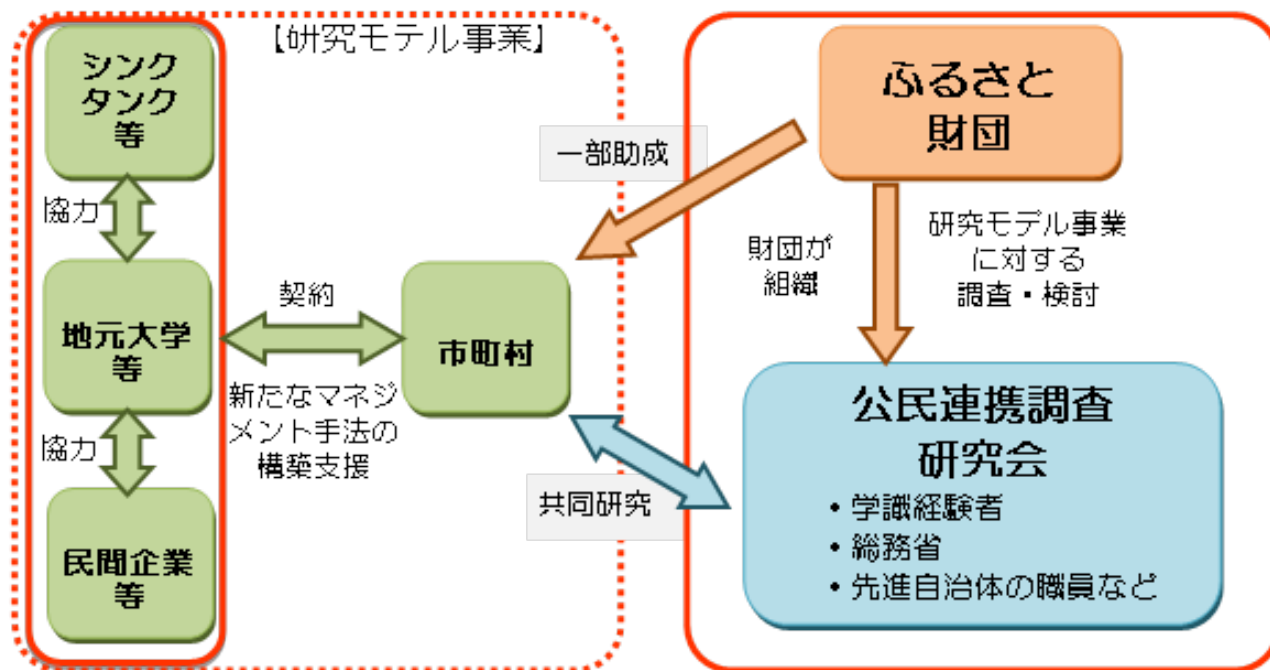 【研究モデル事業】
シンク
タンク
等
協力
地元大学
等
協力
民間企業
等
契約
新たなマネジ
メント手法の
構築支援
市町村
一部助成
共同研究
ふるさと
財団
財団が
組織
研究モデル事業
に対する
調査・検討
公民連携調査
研究会
・学識経験者
・総務省
・先進自治体の職員など